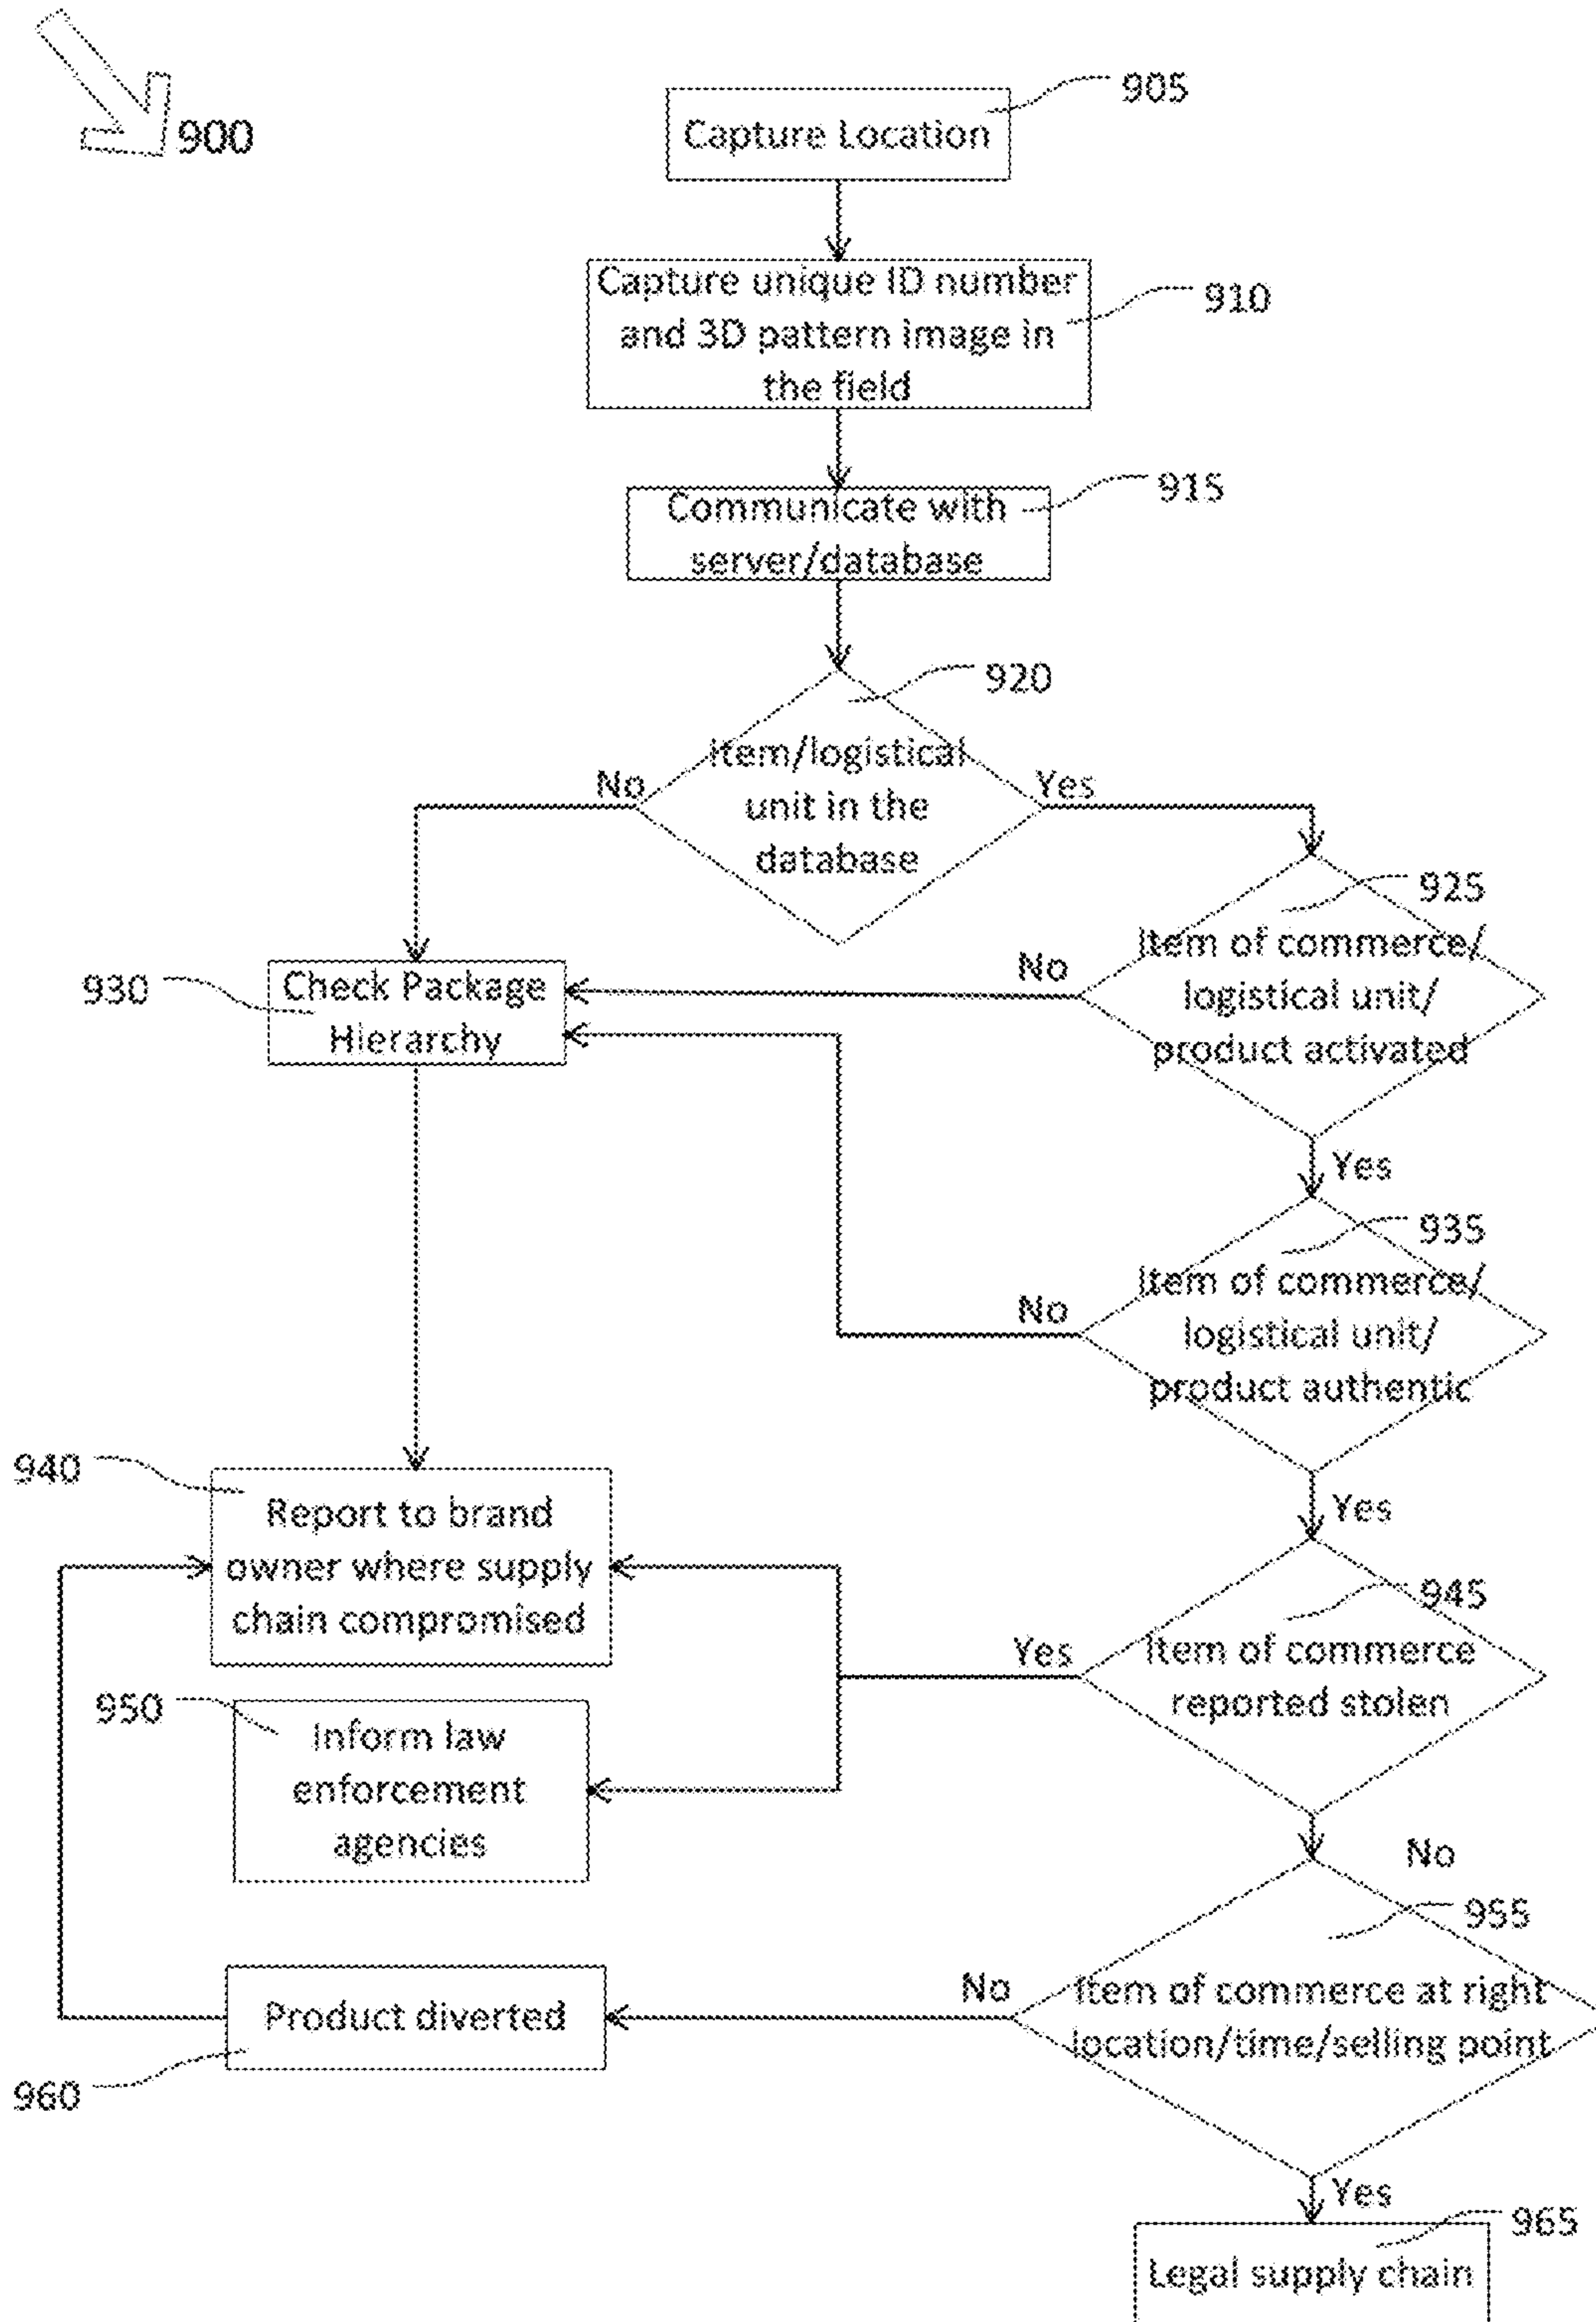 900
905
Capture Location
Capture unique ID number
and 3D pattern image in
the field
910
Communicate with
server/database
915
920
Item/logistical
unit in the
database
No
Yes
925
Item of commerce/
logistical unit/
product activated
No
930
Check Package
Hierarchy
Yes
935
Item of commerce/
logistical unit/
product authentic
No
Yes
940
Report to brand
owner where supply
chain compromised
945
Item of commerce
reported stolen
Yes
950
Inform law
enforcement
agencies
No
955
Item of commerce at right
location/time/selling point
No
Product diverted
960
Yes
965
Legal supply chain